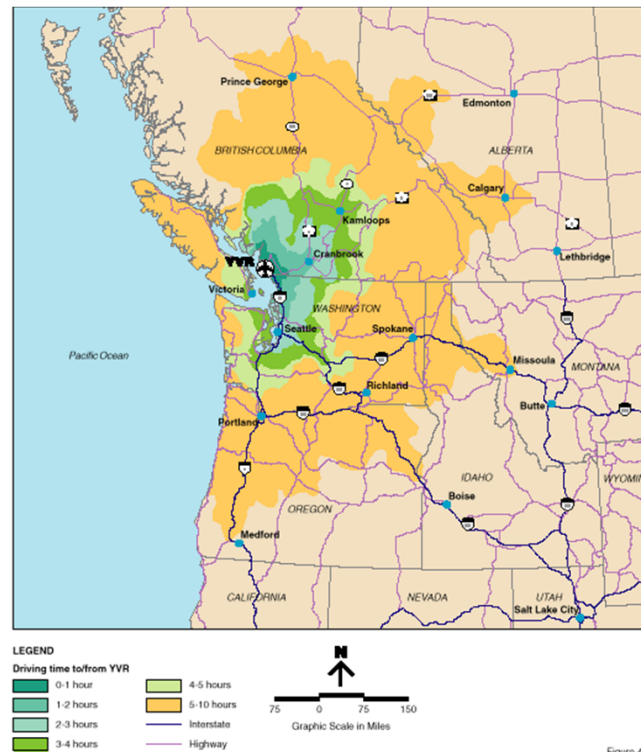 Prince George
Edmonton
BRITISH COLUMBIA
ALBERTA
Calgary
Kamloops
YVR
Cranbrook
Lethbridge
Victoria
WASHINGTON
Seattle
Spokane
Pacific Ocean
Missoula
MONTANA
Richland
Butte
Portland
IDAHO
WYOMIN
Boise
OREGON
Medford
CALIFORNIA
NEVADA
UTAH
Salt Lake City
LEGEND
Driving time to/from YVR
0-1 hour
1-2 hours
2-3 hours
3-4 hours
4-5 hours
5-10 hours
Interstate
Highway
N
75 0 75 150
Graphic Scale in Miles